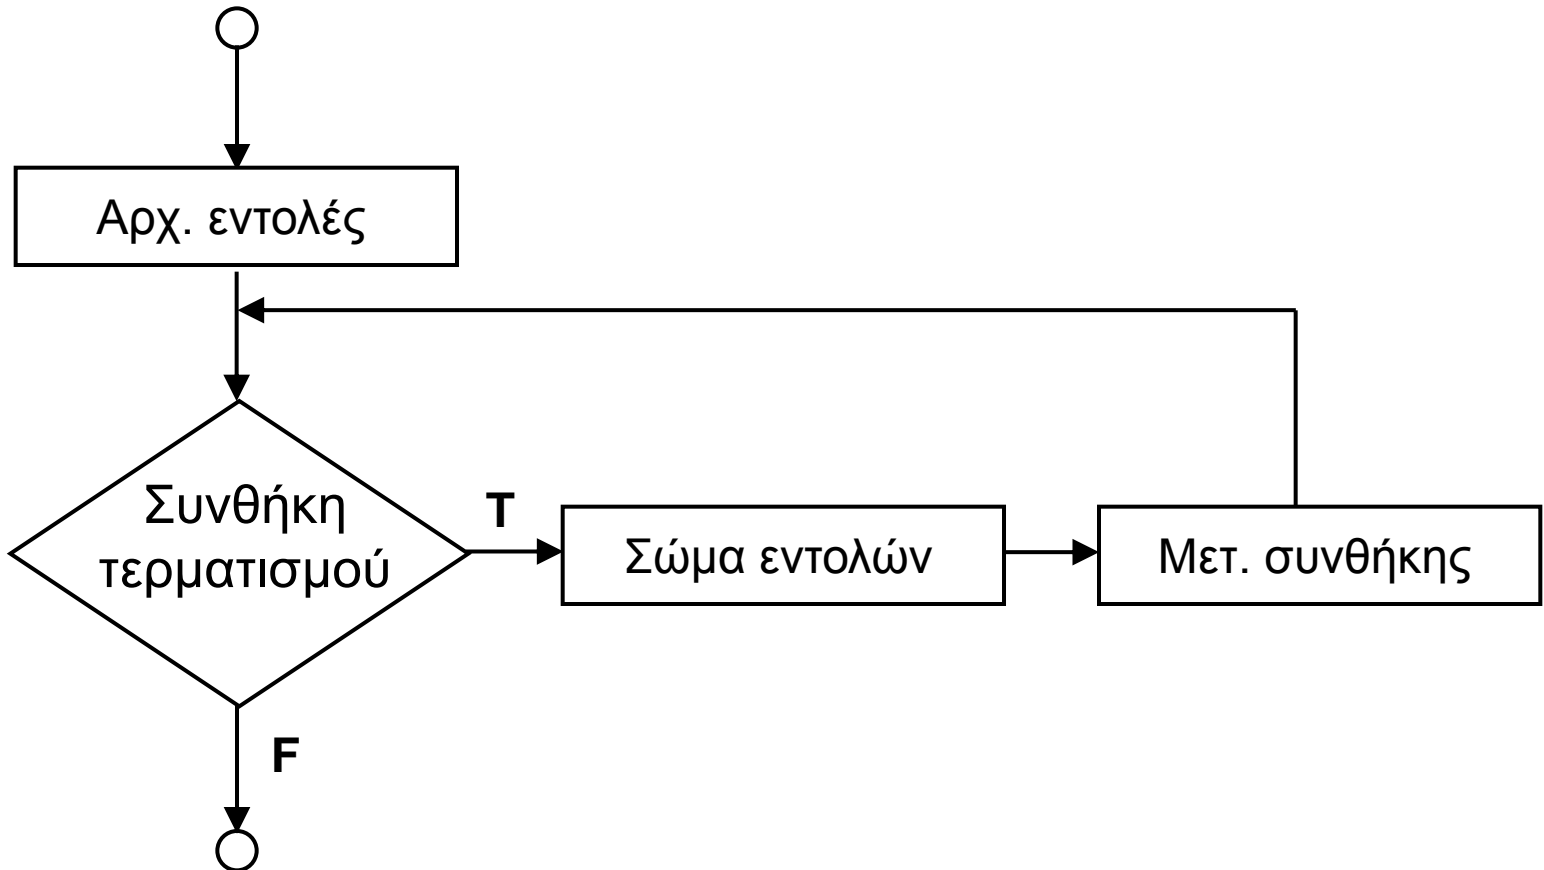 Αρχ. εντολές
Συνθήκη
τερματισμού
T
Σώμα εντολών
Μετ. συνθήκης
F